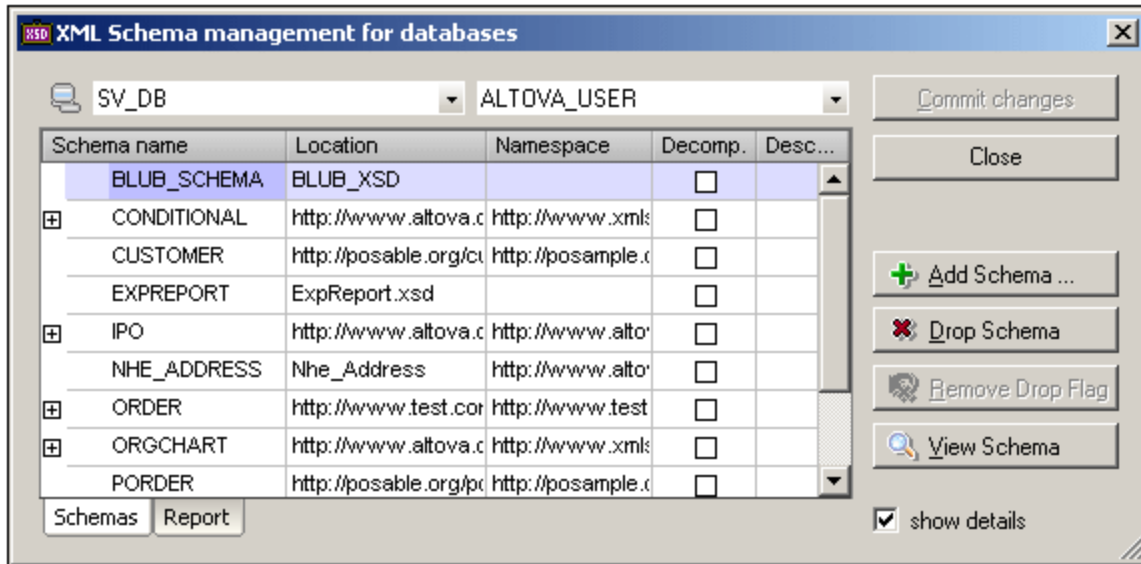 XSD XML Schema management for databases
SV_DB ALTOVA_USER Commit changes
Schema name Location Namespace Decomp. Desc... Close
BLUB_SCHEMA BLUB_XSD
CONDITIONAL http://www.altova. http://www.xmls
CUSTOMER http://posable.org/cu http://posample.
EXPREPORT ExpReport.xsd Add Schema ...
IPO http://www.altova. http://www.alto Drop Schema
NHE_ADDRESS Nhe_Address http://www.alto Remove Drop Flag
ORDER http://www.test.cor http://www.test
ORGCHART http://www.altova. http://www.xmls View Schema
PORDER http://posable.org/p http://posample.
Schemas Report show details